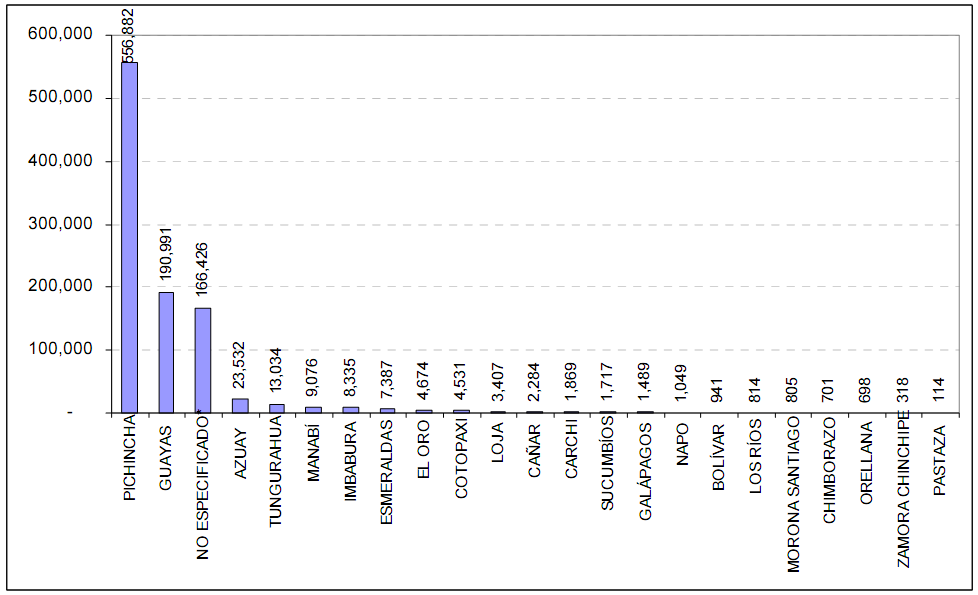 600,000
500,000
400,000
300,000
200,000
100,000
-
556,882
190,991
166,426
23,532
13,034
9,076
8,335
7,387
4,674
4,531
3,407
2,284
1,869
1,717
1,489
1,049
941
814
805
701
698
318
114
PICHINCHA
GUAYAS
NO ESPECIFICADO*
AZUAY
TUNGURAHUA
MANABÍ
IMBABURA
ESMERALDAS
EL ORO
COTOPAXI
LOJA
CAÑAR
CARCHI
SUCUMBÍOS
GALÁPAGOS
NAPO
BOLÍVAR
LOS RÍOS
MORONA SANTIAGO
CHIMBORAZO
ORELLANA
ZAMORA CHINCHIPE
PASTAZA